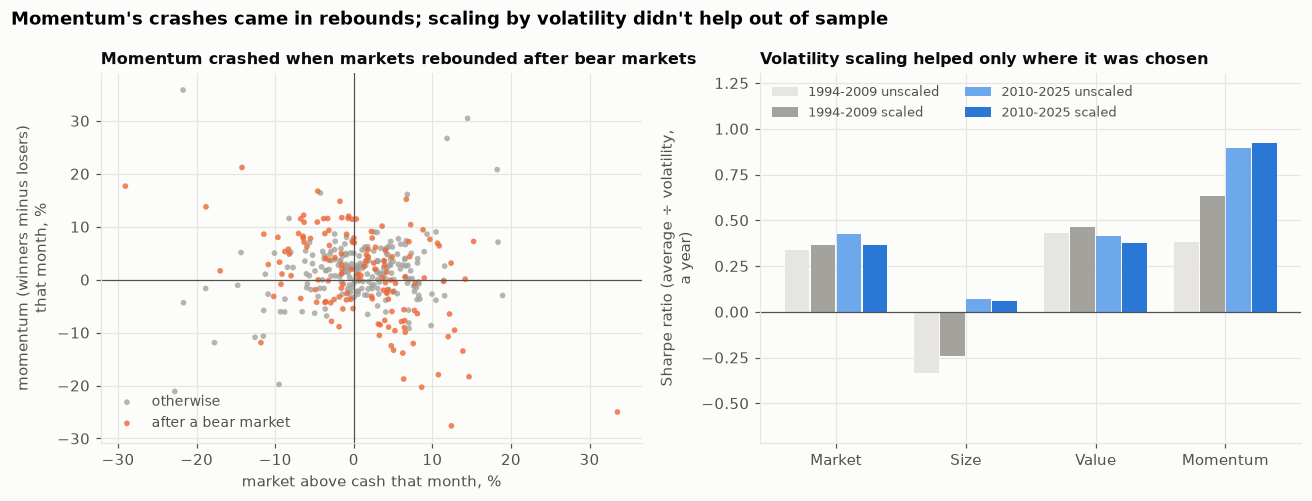 Momentum's crashes came in rebounds; scaling by volatility didn't help out of sample
Momentum crashed when markets rebounded after bear markets
momentum (winners minus losers)
that month, %
30
20
10
0
−10
−20
−30
otherwise
after a bear market
−30
−20
−10
0
10
20
30
market above cash that month, %
Volatility scaling helped only where it was chosen
Sharpe ratio (average ÷ volatility,
a year)
1.25
1.00
0.75
0.50
0.25
0.00
−0.25
−0.50
1994-2009 unscaled
1994-2009 scaled
2010-2025 unscaled
2010-2025 scaled
Market
Size
Value
Momentum